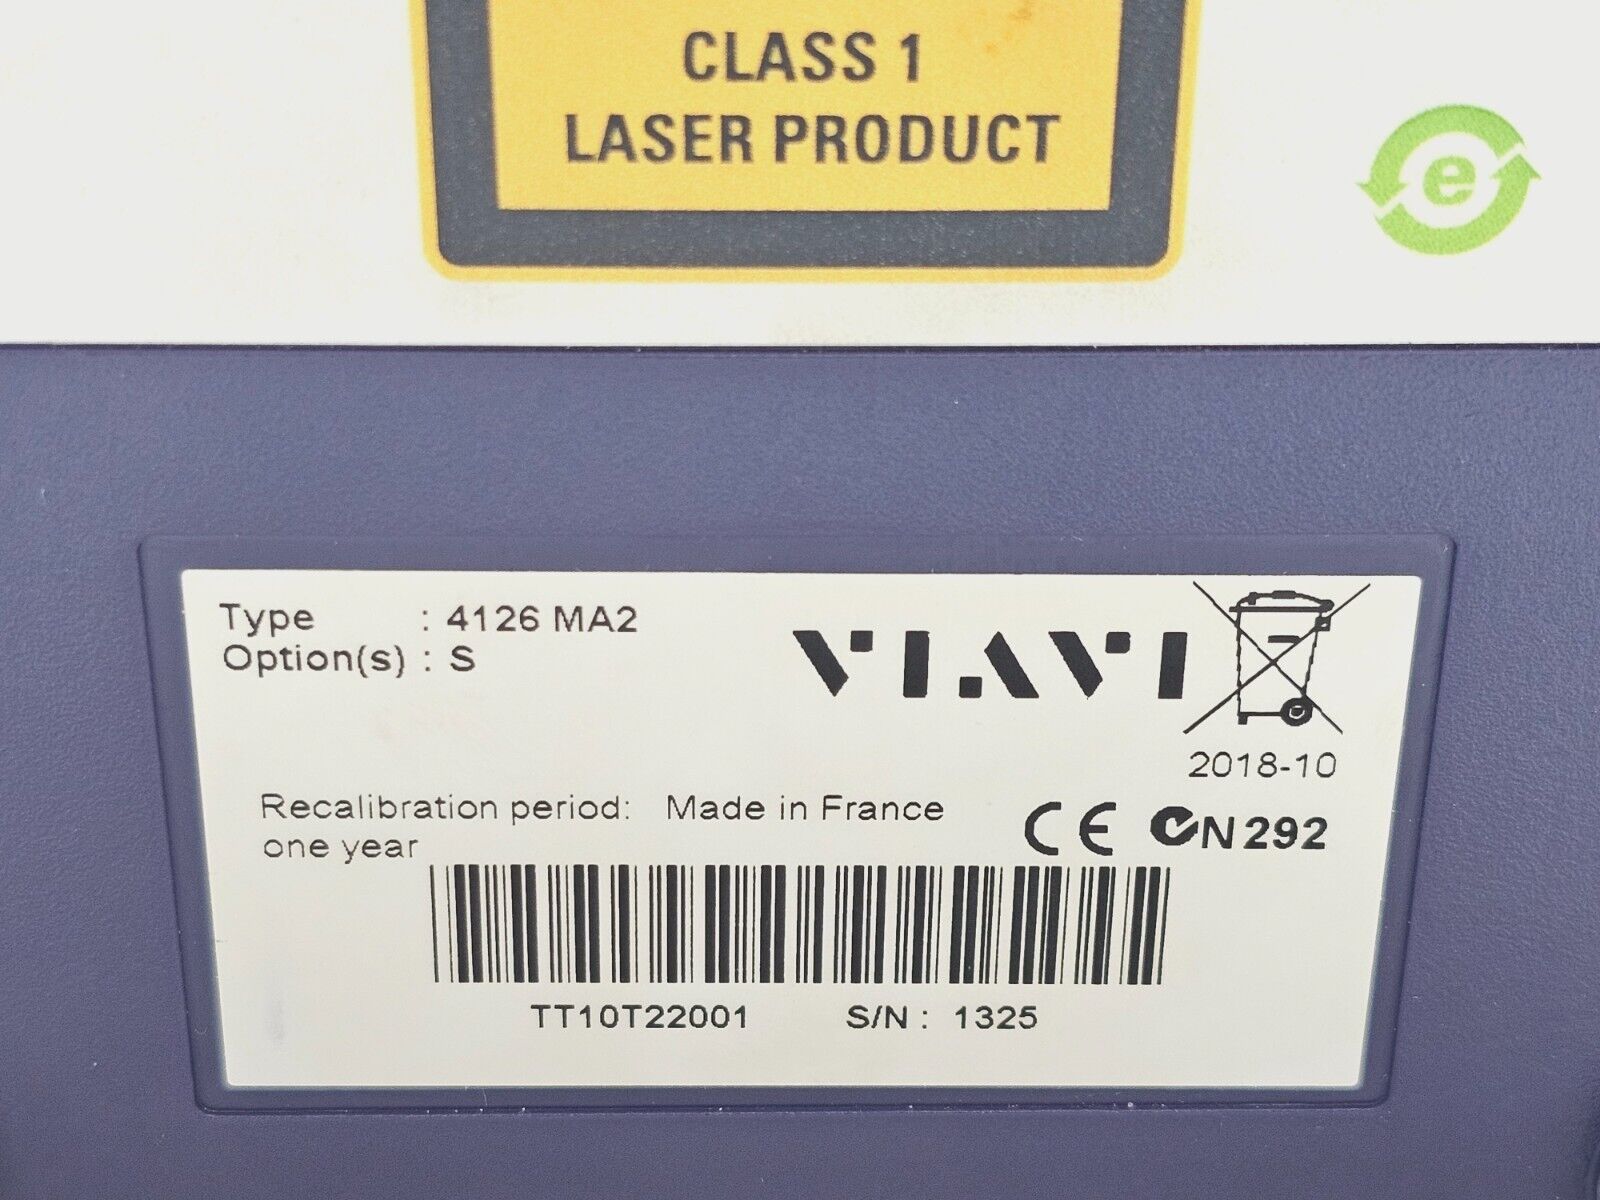 CLASS 1
LASER PRODUCT
e
Type : 4126 MA2
Option(s) : S
VIAVI
2018-10
Recalibration period: Made in France
one year
CE N292
TT10T22001 S/N : 1325